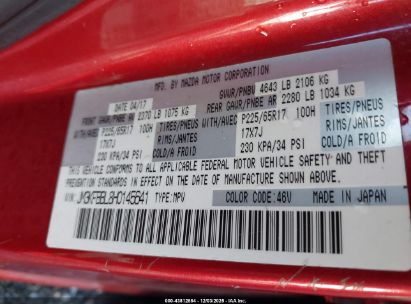 MFD. BY MAZDA MOTOR CORPORATION
DATE 04/17 GVWR/PNBV 4643 LB 2106 KG
FRONT GAWR/PNBE AV 2370 LB 1075 KG REAR GAWR/PNBE AR 2280 LB 1034 KG
WITH/AVEC P225/65R17 100H TIRES/PNEUS WITH/AVEC P225/65R17 100H TIRES/PNEUS
17X7J RIMS/JANTES 17X7J RIMS/JANTES
230 KPA/34 PSI COLD/A FROID 230 KPA/34 PSI COLD/A FROID
THIS VEHICLE CONFORMS TO ALL APPLICABLE FEDERAL MOTOR VEHICLE SAFETY AND THEFT
PREVENTION STANDARDS IN EFFECT ON THE DATE OF MANUFACTURE SHOWN ABOVE.
TYPE:MPV COLOR CODE:46V MADE IN JAPAN